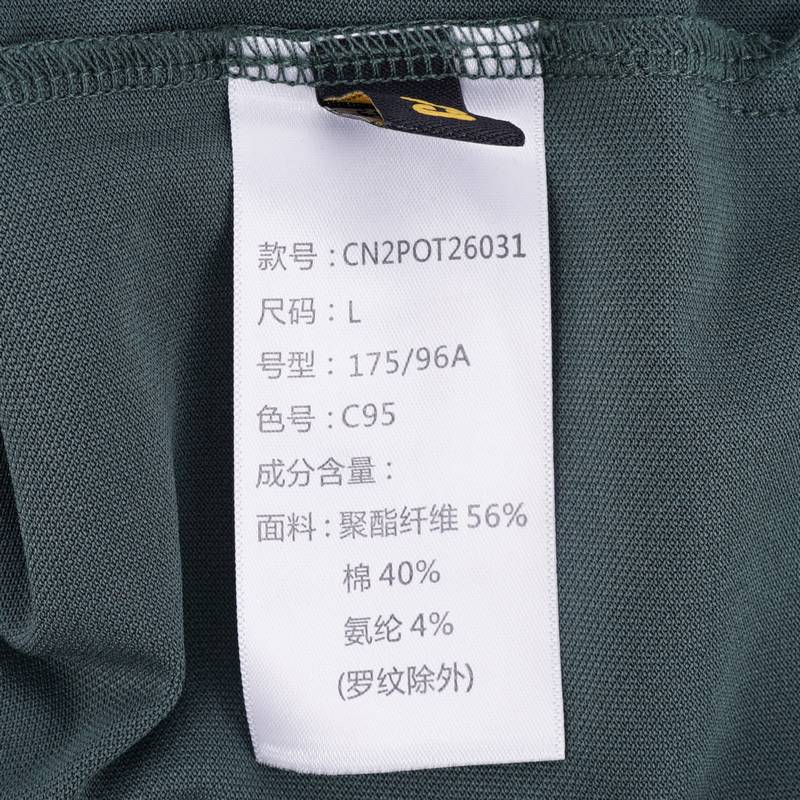 款号：CN2POT26031
尺码：L
号型：175/96A
色号：C95
成分含量：
面料：聚酯纤维 56%
棉 40%
氨纶 4%
(罗纹除外)